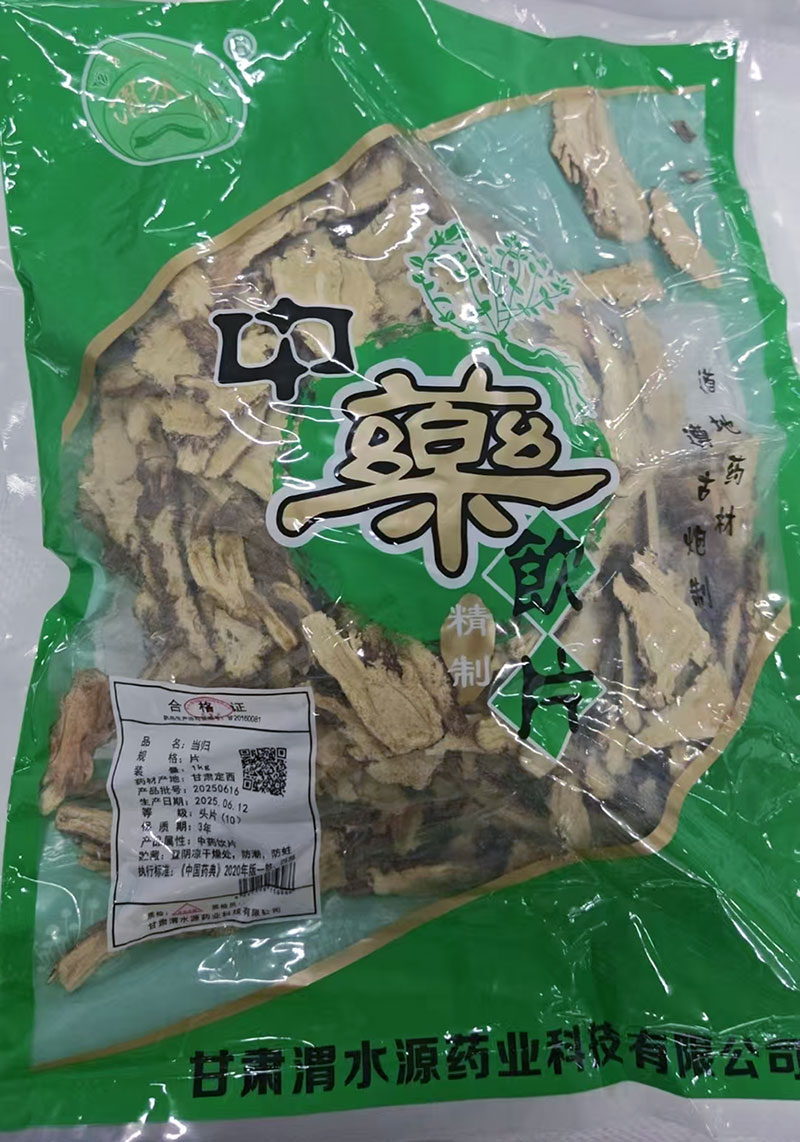 渭水
中
藥
飲片
精制
道地药材
遵古炮制
合格证
品 名：当归
规 格：片
装 量：1kg
药材产地：甘肃定西
产品批号：20250616
生产日期：2025.06.12
等 级：头片（10）
保 质 期：3年
产品属性：中药饮片
贮藏：置阴凉干燥处，防潮，防蛀
执行标准：《中国药典》2020年版一部
质检：
甘肃渭水源药业科技有限公司
甘肃渭水源药业科技有限公司